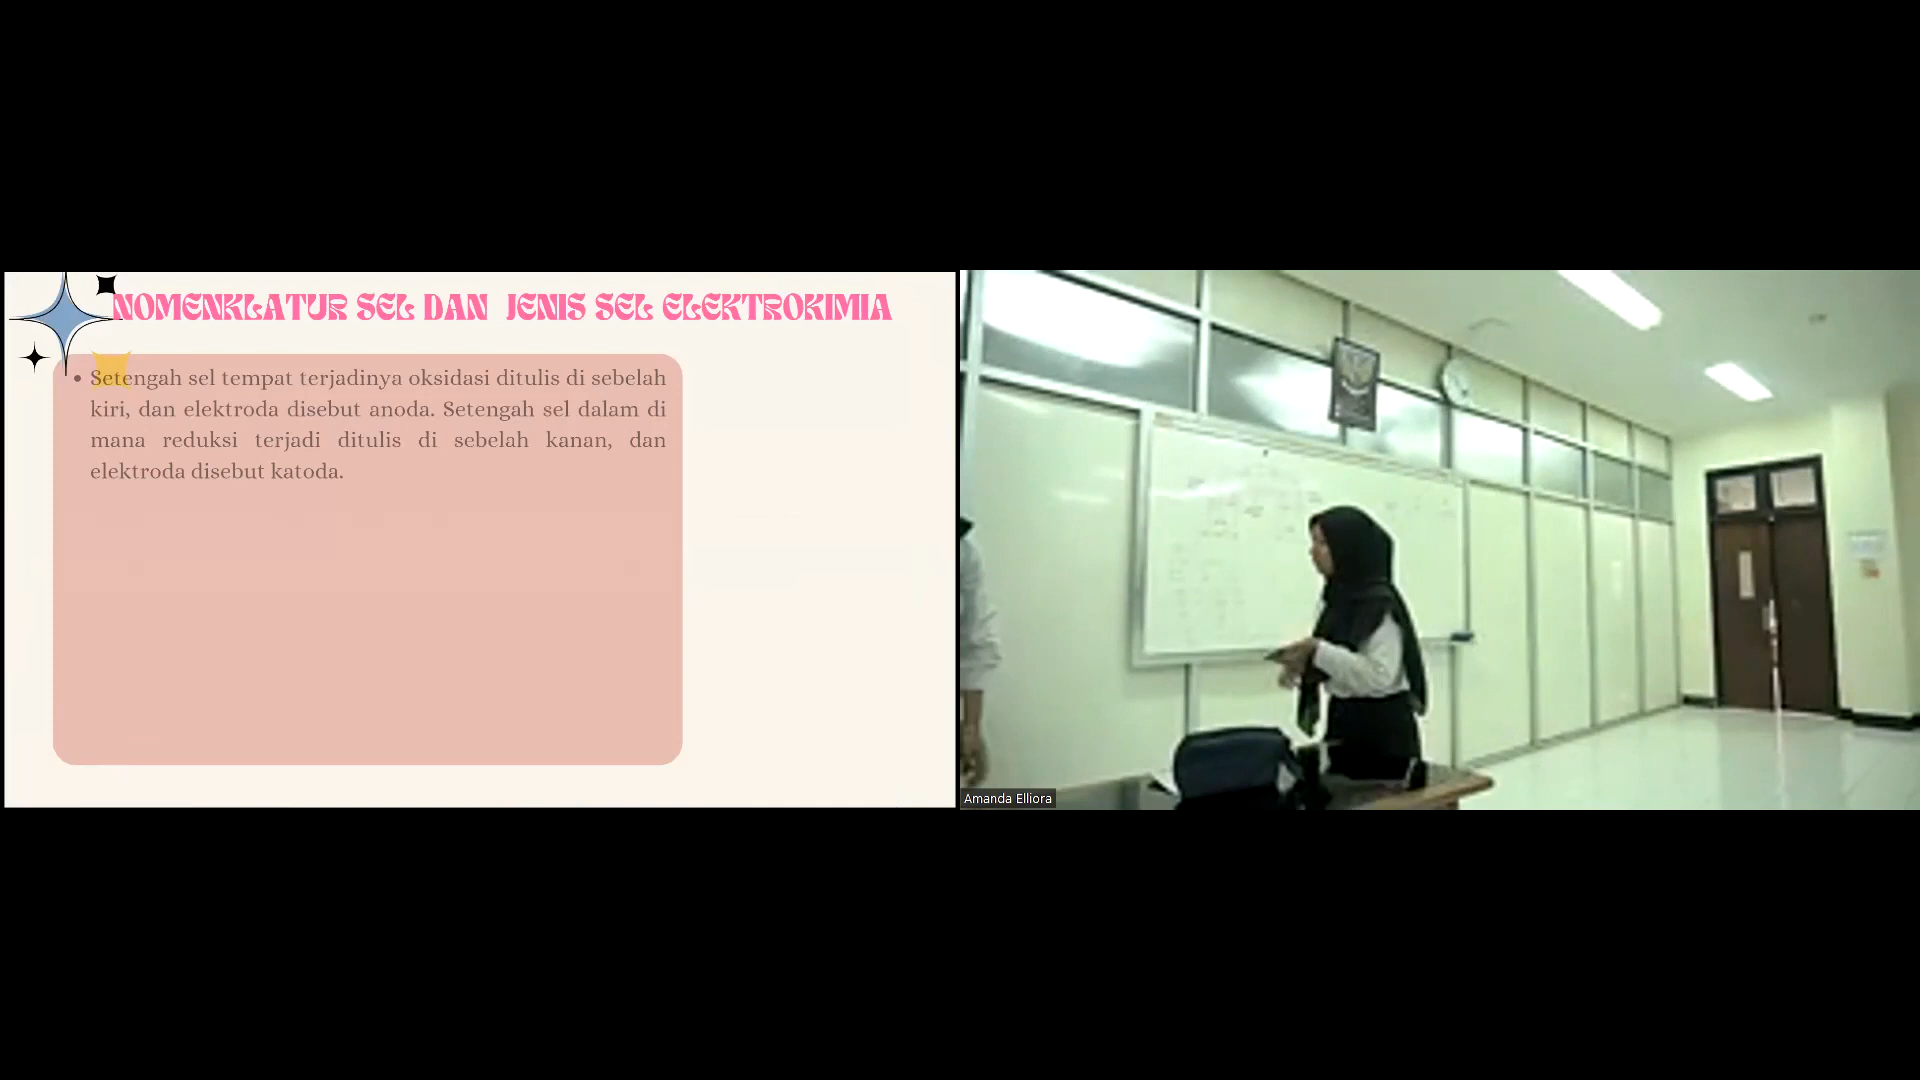 NOMENKLATUR SEL DAN JENIS SEL ELEKTROKIMIA
• Setengah sel tempat terjadinya oksidasi ditulis di sebelah
kiri, dan elektroda disebut anoda. Setengah sel dalam di
mana reduksi terjadi ditulis di sebelah kanan, dan
elektroda disebut katoda.
Amanda Elliora